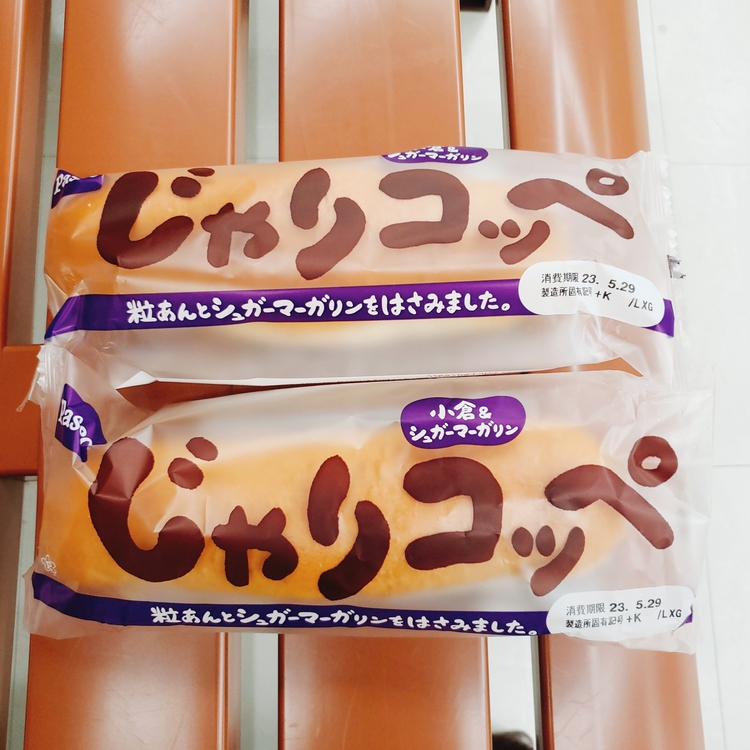 小倉&
シュガーマーガリン
Pasco
じゃりコッペ
粒あんとシュガーマーガリンをはさみました。
消費期限 23. 5.29
製造所固有記号 +K /LXG
小倉&
シュガーマーガリン
Pasco
じゃりコッペ
粒あんとシュガーマーガリンをはさみました。
消費期限 23. 5.29
製造所固有記号 +K /LXG